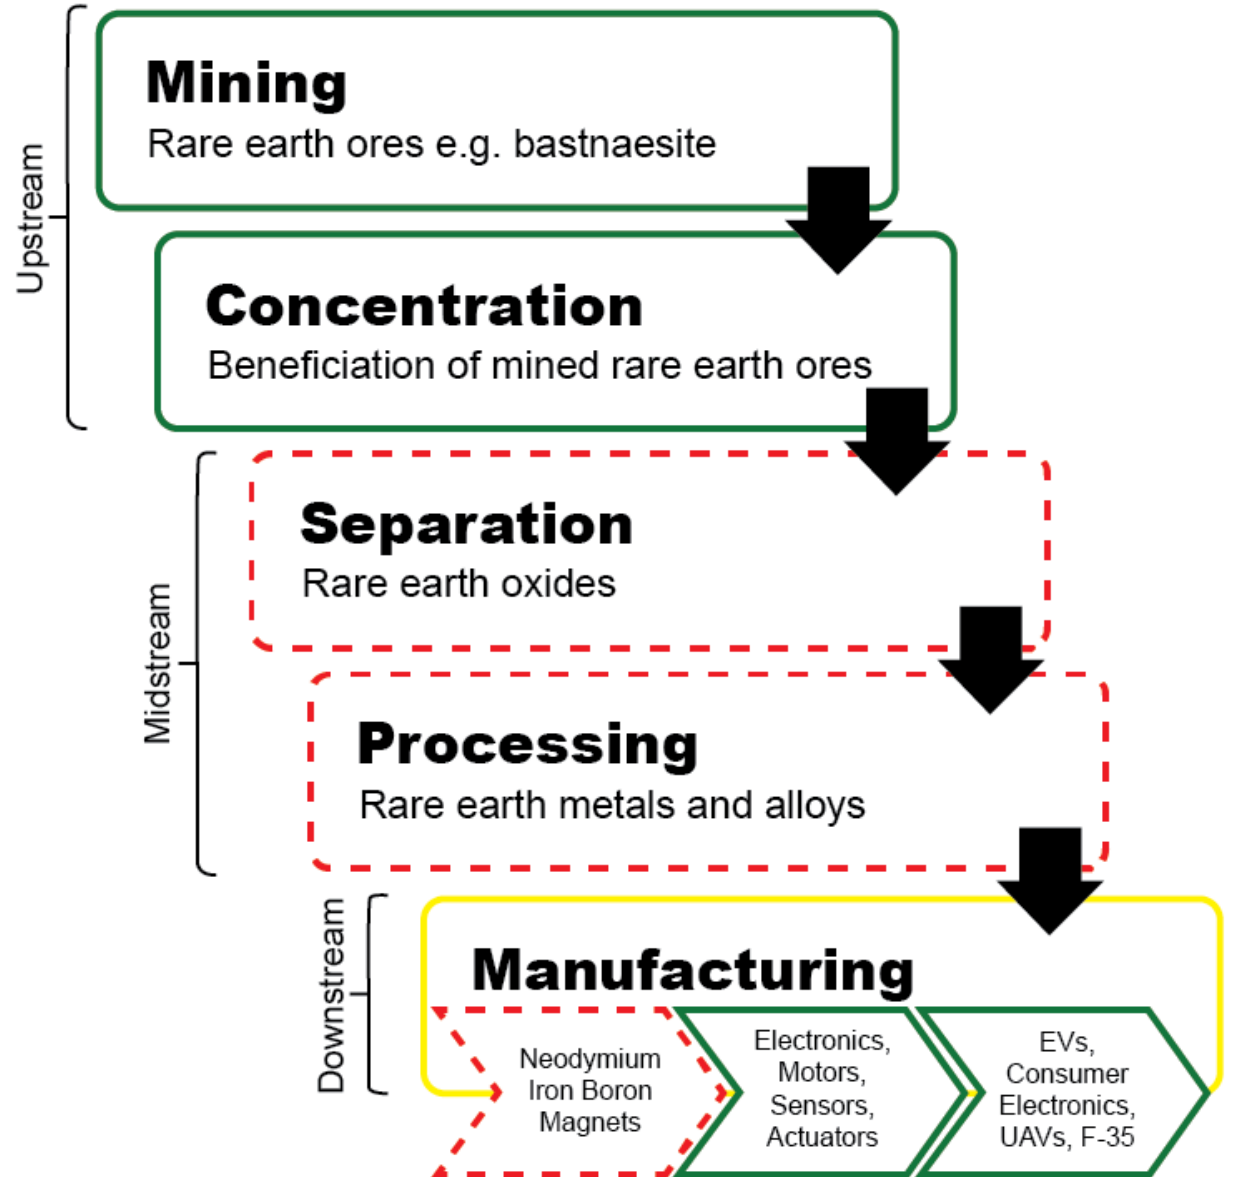 Upstream
Mining
Rare earth ores e.g. bastnaesite
Concentration
Beneficiation of mined rare earth ores
Midstream
Separation
Rare earth oxides
Processing
Rare earth metals and alloys
Downstream
Manufacturing
Neodymium
Iron Boron
Magnets
Electronics,
Motors,
Sensors,
Actuators
EVs,
Consumer
Electronics,
UAVs, F-35